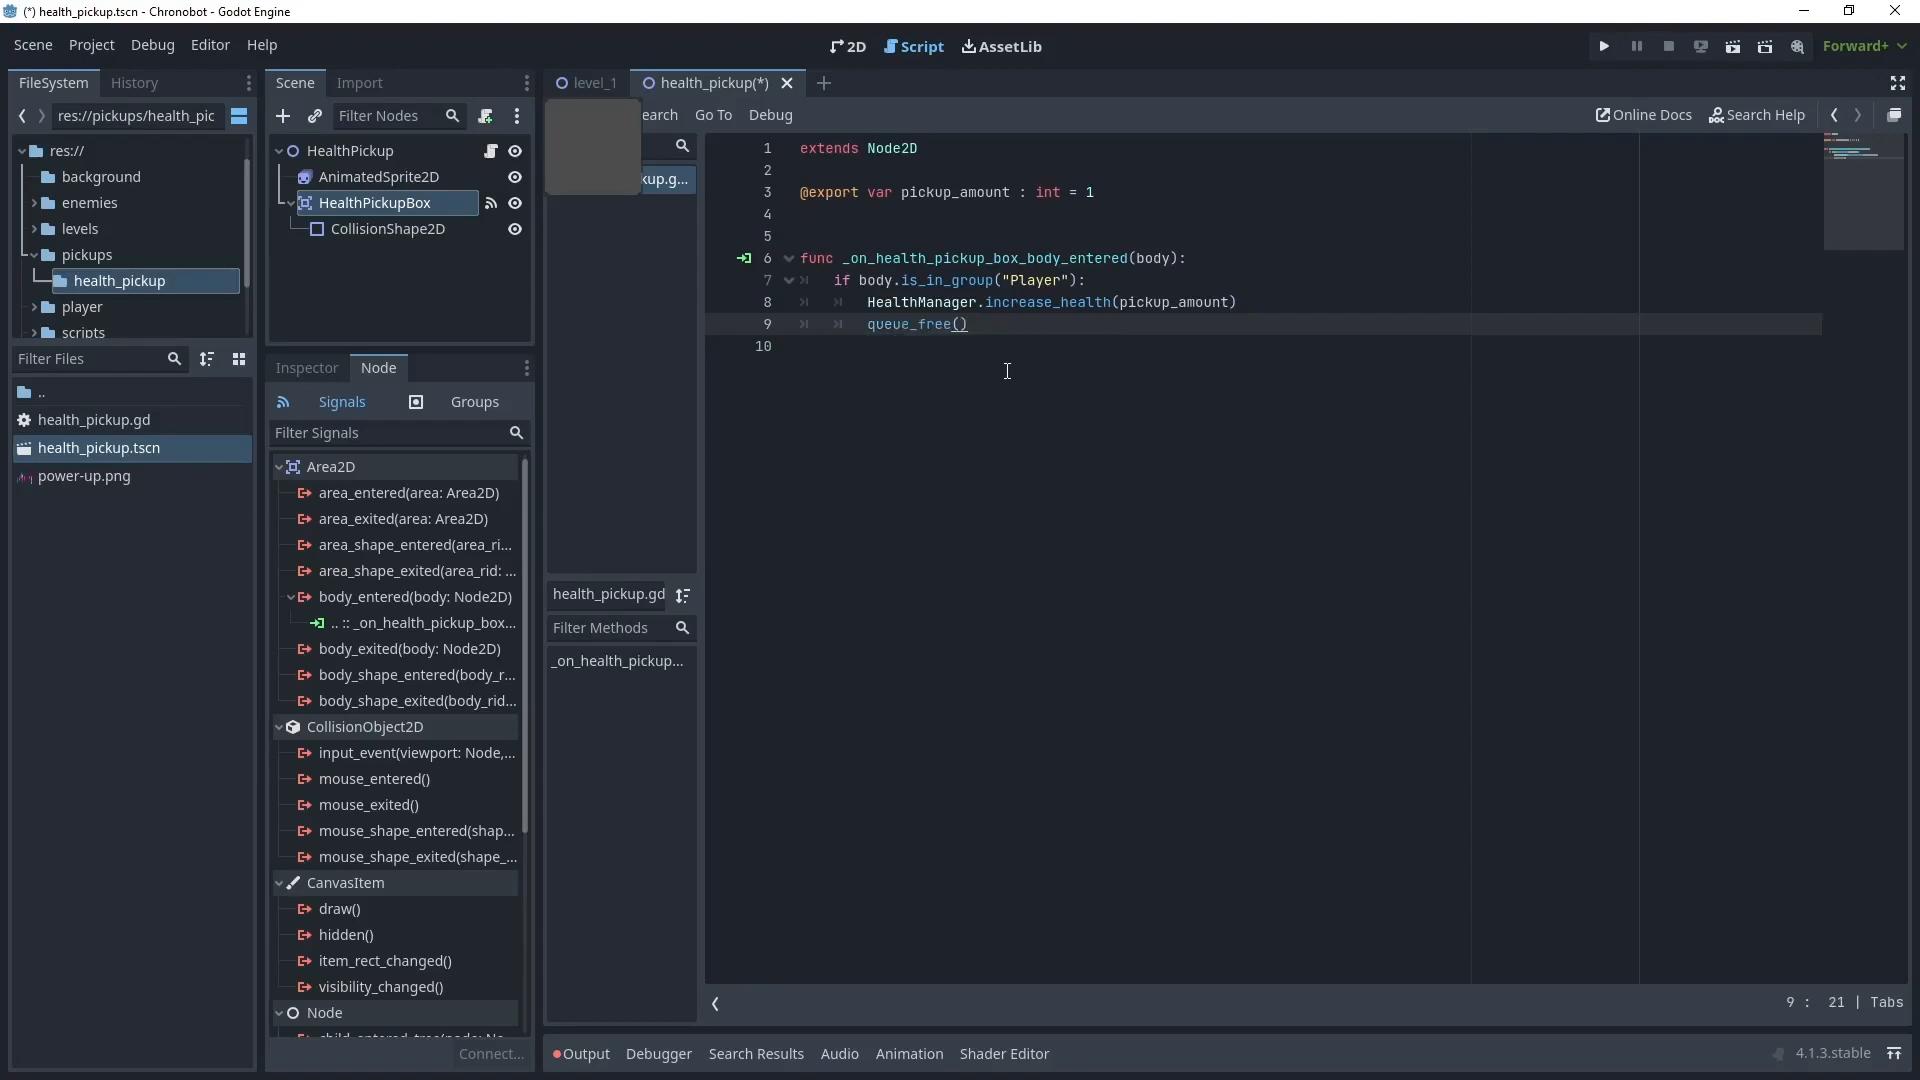 (*) health_pickup.tscn - Chronobot - Godot Engine
Scene Project Debug Editor Help
2D Script AssetLib
Forward+
FileSystem History
Scene Import
level_1 health_pickup(*)
res://pickups/health_pic
Filter Nodes
earch Go To Debug
Online Docs Search Help
res://
background
enemies
levels
pickups
health_pickup
player
scripts
Filter Files
..
health_pickup.gd
health_pickup.tscn
power-up.png
HealthPickup
AnimatedSprite2D
HealthPickupBox
CollisionShape2D
Inspector Node
Signals Groups
Filter Signals
Area2D
area_entered(area: Area2D)
area_exited(area: Area2D)
area_shape_entered(area_ri...
area_shape_exited(area_rid: ...
body_entered(body: Node2D)
.. :: _on_health_pickup_box...
body_exited(body: Node2D)
body_shape_entered(body_r...
body_shape_exited(body_rid...
CollisionObject2D
input_event(viewport: Node,...
mouse_entered()
mouse_exited()
mouse_shape_entered(shap...
mouse_shape_exited(shape_...
CanvasItem
draw()
hidden()
item_rect_changed()
visibility_changed()
Node
Connect...
kup.g...
health_pickup.gd
Filter Methods
_on_health_pickup...
1 extends Node2D
2
3 @export var pickup_amount : int = 1
4
5
6 func _on_health_pickup_box_body_entered(body):
7 if body.is_in_group("Player"):
8 HealthManager.increase_health(pickup_amount)
9 queue_free()
10
9 : 21 | Tabs
Output Debugger Search Results Audio Animation Shader Editor
4.1.3.stable